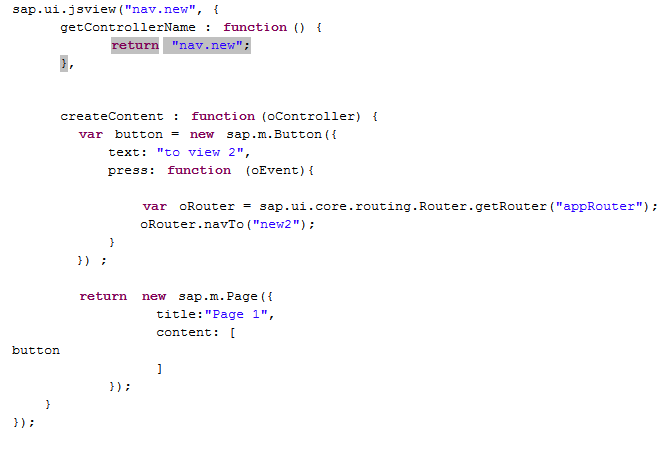 sap.ui.jsview("nav.new", {
getControllerName : function () {
return "nav.new";
},
createContent : function (oController) {
var button = new sap.m.Button({
text: "to view 2",
press: function (oEvent){
var oRouter = sap.ui.core.routing.Router.getRouter("appRouter");
oRouter.navTo("new2");
}
}) ;
return new sap.m.Page({
title:"Page 1",
content: [
button
]
});
}
});